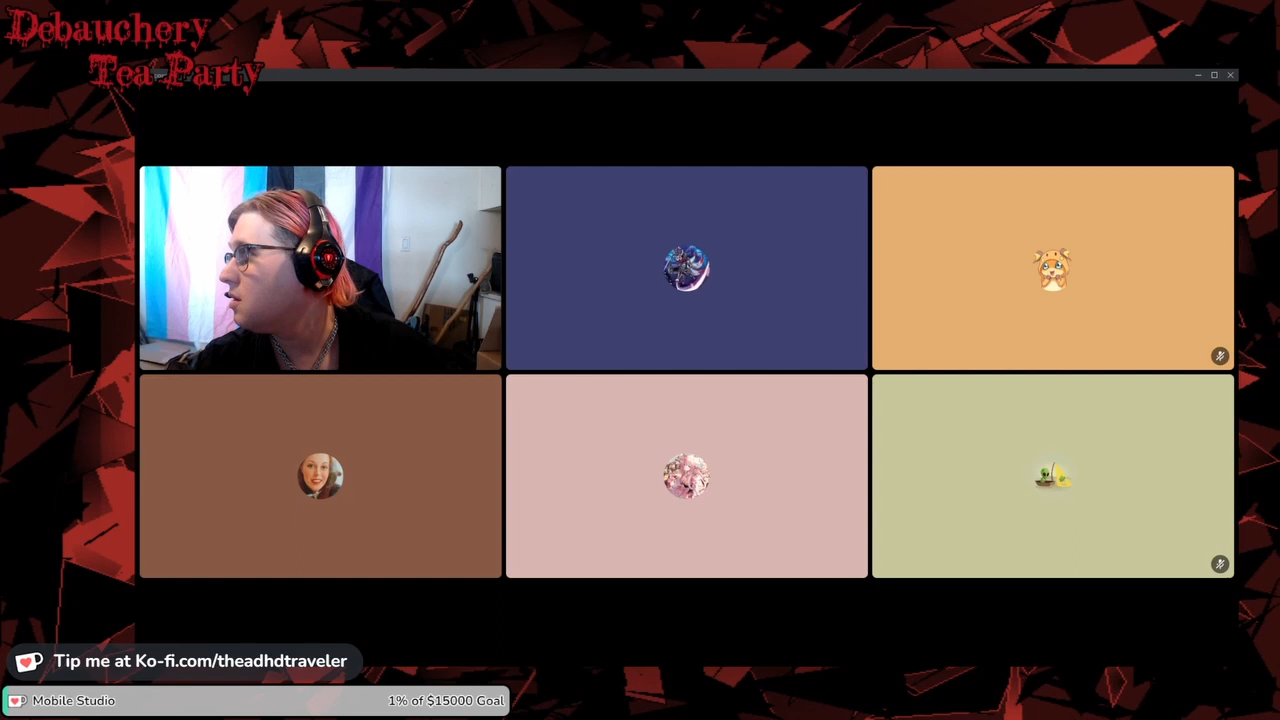 Debauchery
Tea Party
Tip me at Ko-fi.com/theadhdtraveler
Mobile Studio
1% of $15000 Goal